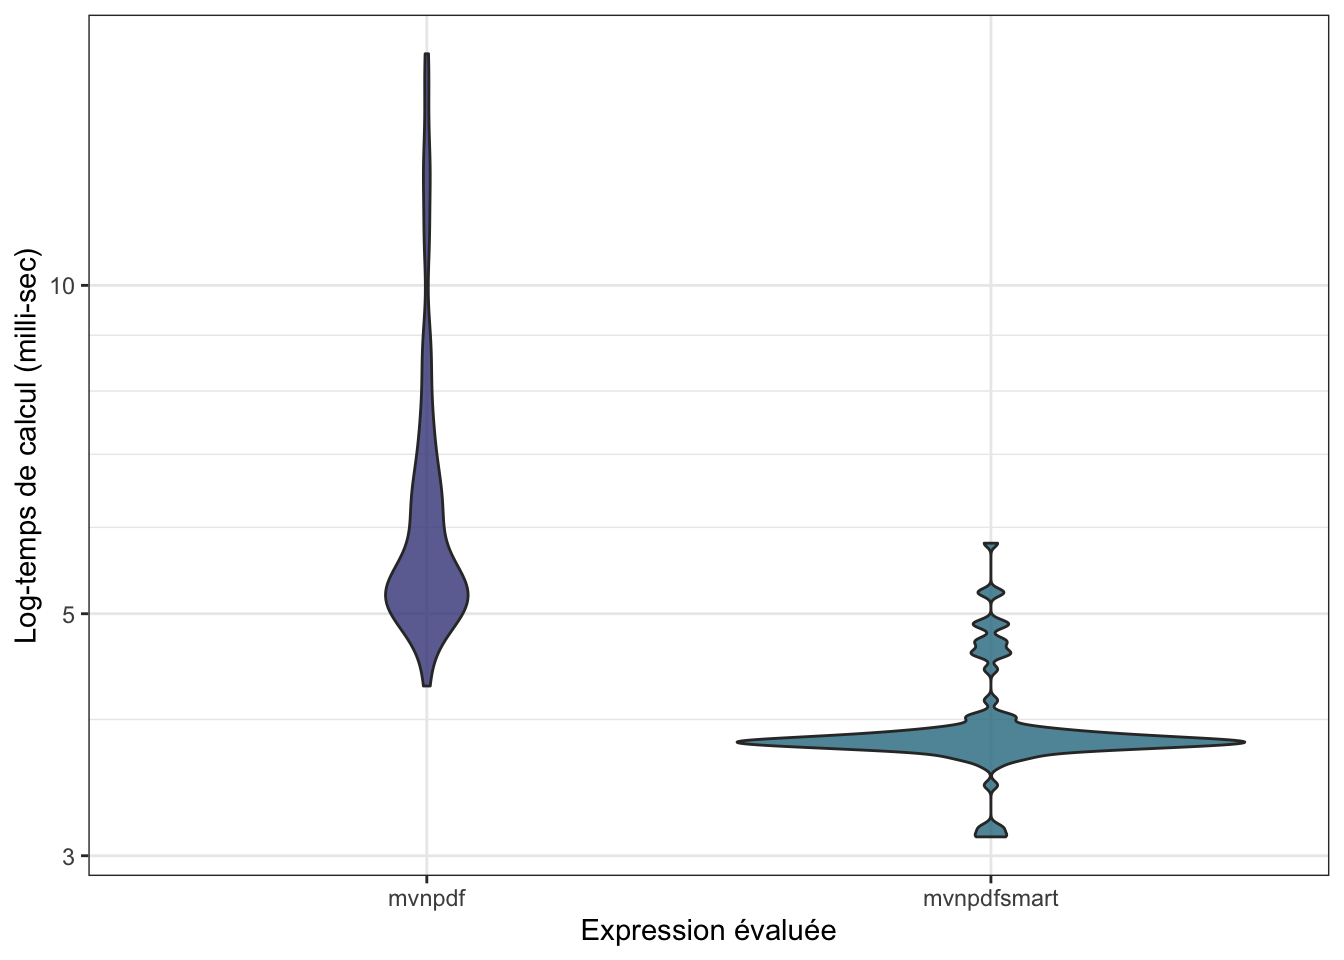 Log-temps de calcul (milli-sec)
10
5
3
mvnpdf
mvnpdfsmart
Expression évaluée